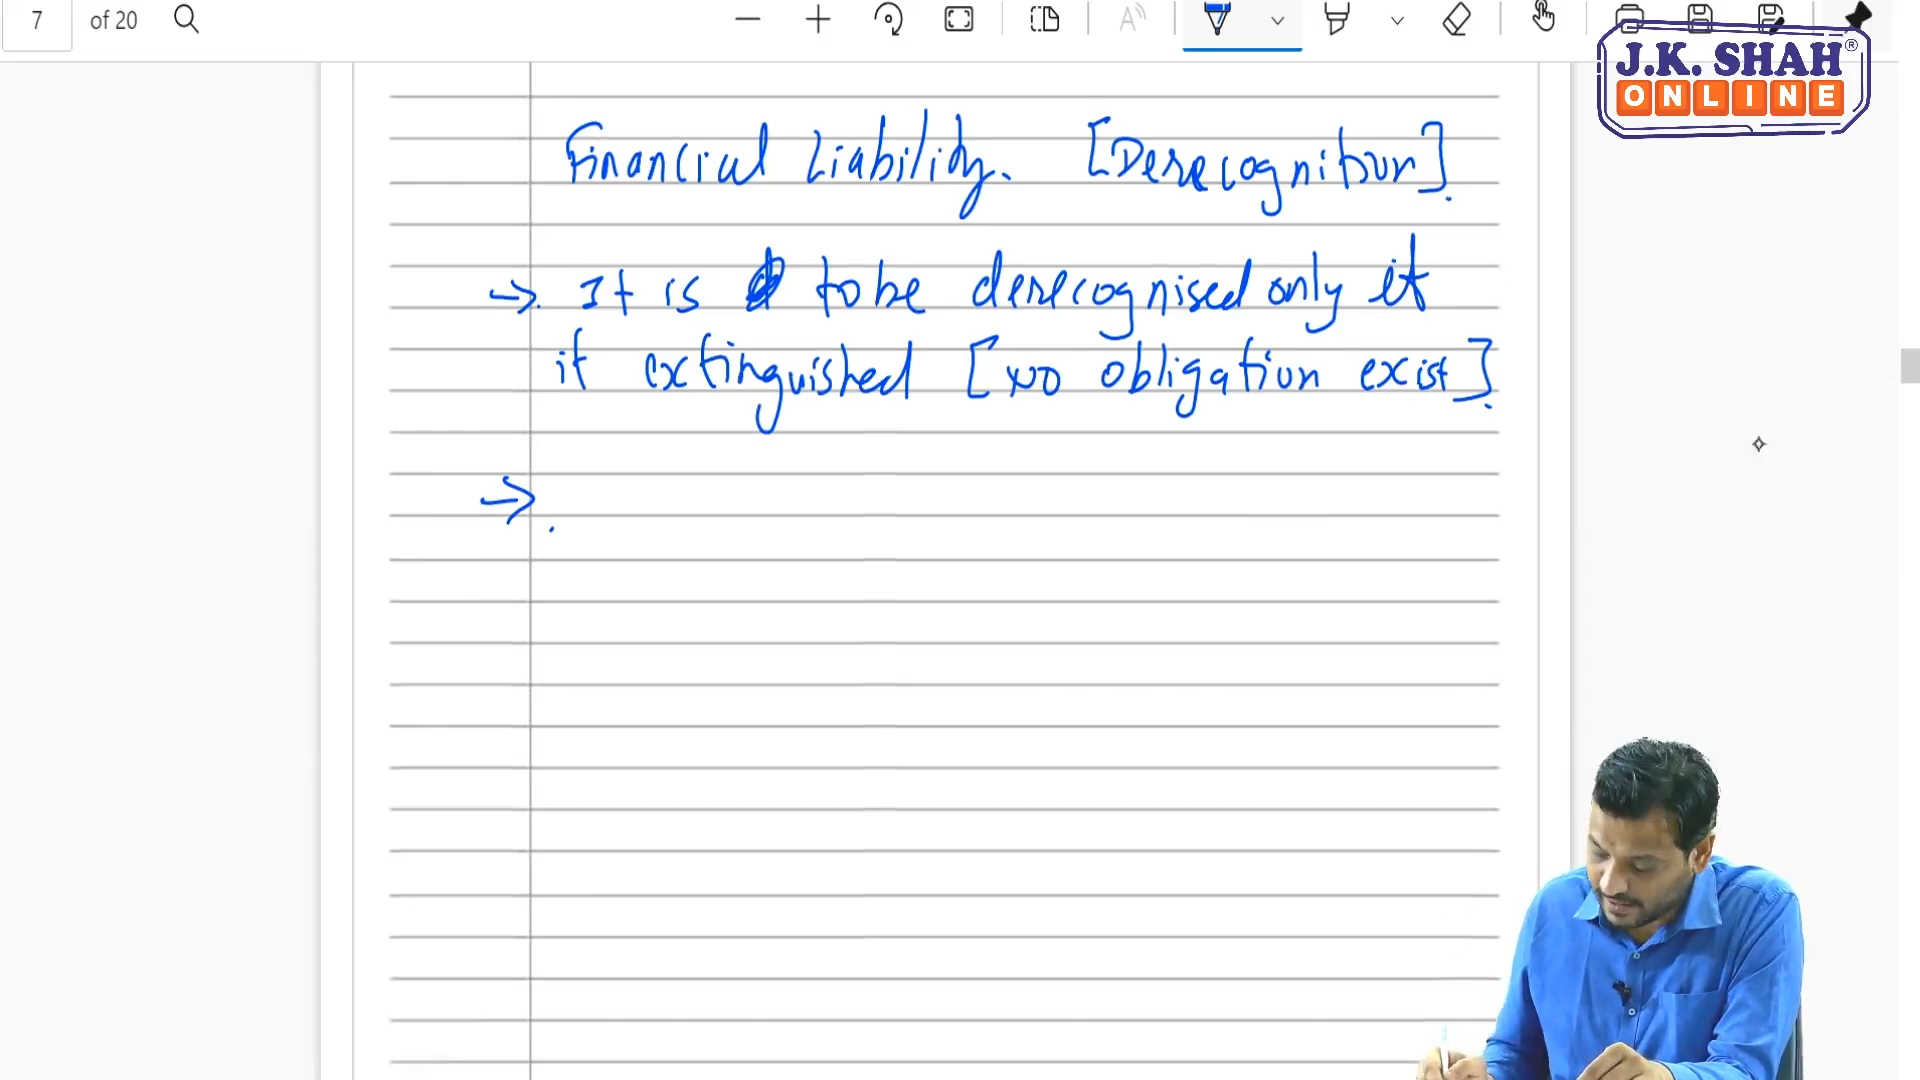 7 of 20
J.K. SHAH®
ONLINE
Financial Liability. [Derecognition].
→ It is to be derecognised only if
it extinguished [no obligation exist].
→.